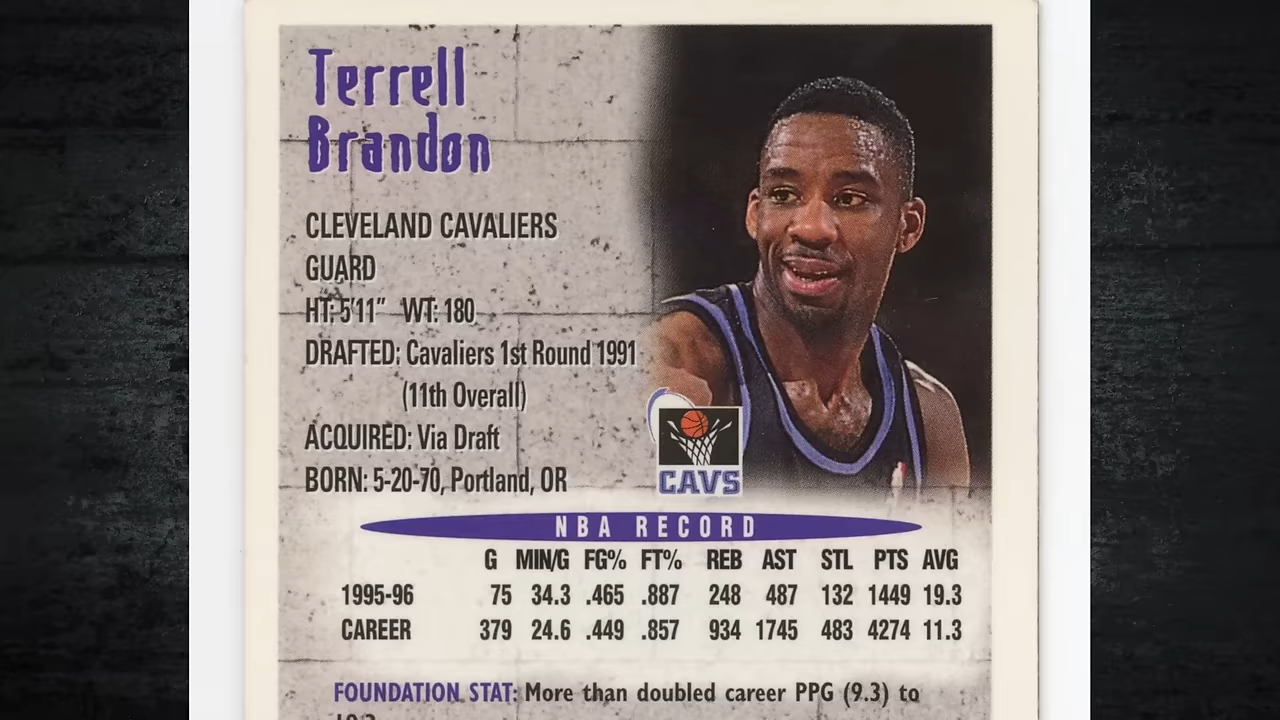 Terrell
Brandon
CLEVELAND CAVALIERS
GUARD
HT: 5'11" WT: 180
DRAFTED: Cavaliers 1st Round 1991
(11th Overall)
ACQUIRED: Via Draft
BORN: 5-20-70, Portland, OR
CAVS
NBA RECORD
G MIN/G FG% FT% REB AST STL PTS AVG
1995-96 75 34.3 .465 .887 248 487 132 1449 19.3
CAREER 379 24.6 .449 .857 934 1745 483 4274 11.3
FOUNDATION STAT: More than doubled career PPG (9.3) to